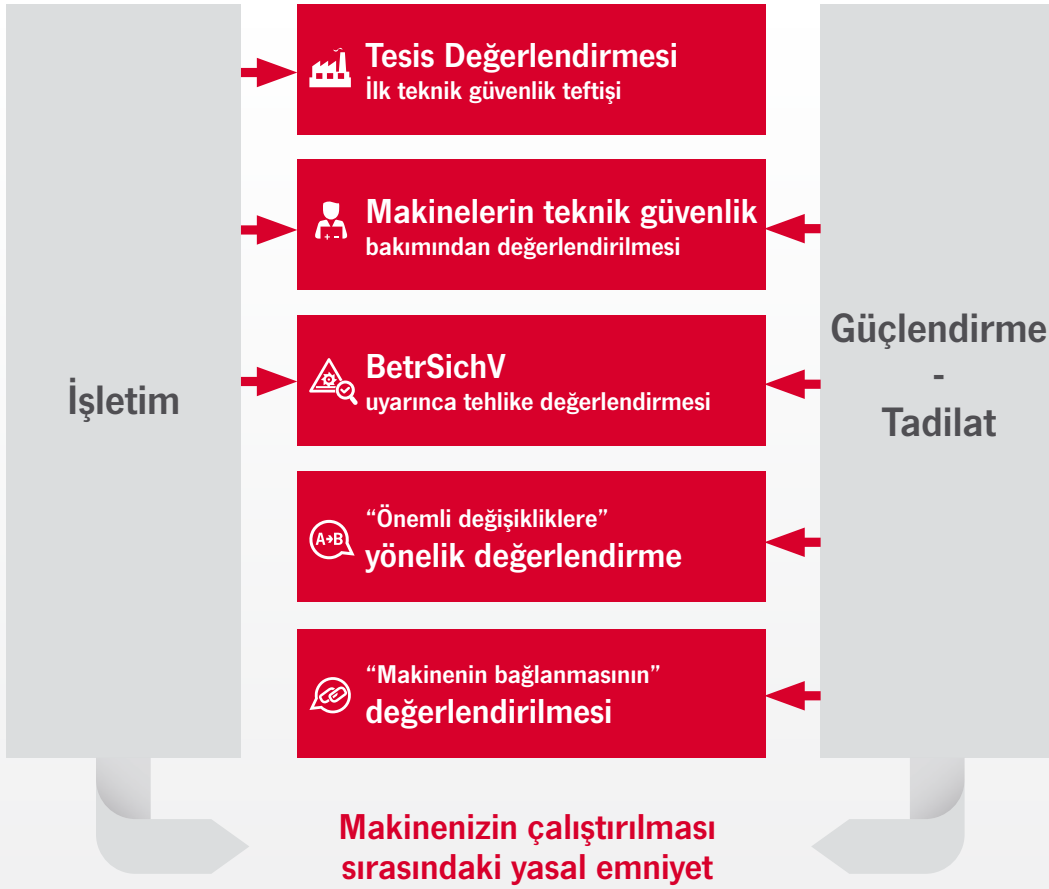 İşletim
Tesis Değerlendirmesi
İlk teknik güvenlik teftişi
Makinelerin teknik güvenlik
bakımından değerlendirilmesi
BetrSichV
uyarınca tehlike değerlendirmesi
“Önemli değişikliklere”
yönelik değerlendirme
A→B
“Makinenin bağlanmasının”
değerlendirilmesi
Güçlendirme
-
Tadilat
Makinenizin çalıştırılması
sırasındaki yasal emniyet